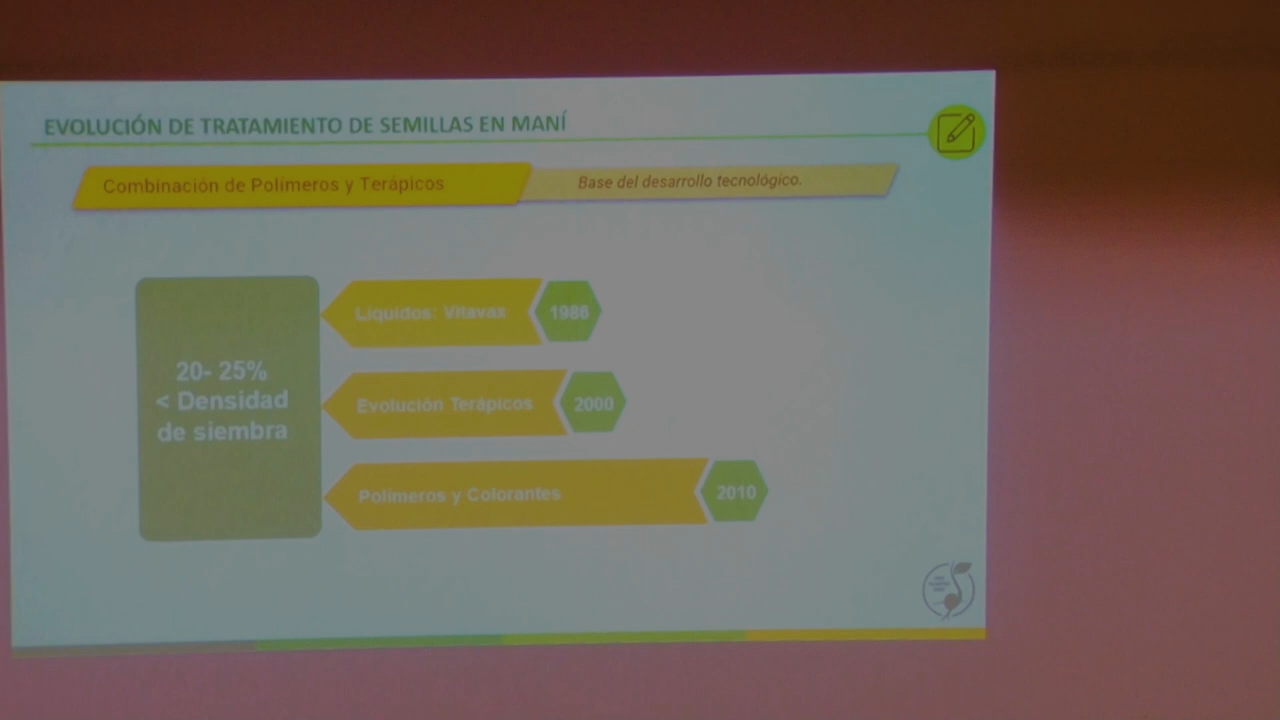 EVOLUCIÓN DE TRATAMIENTO DE SEMILLAS EN MANÍ
Combinación de Polímeros y Terápicos
Base del desarrollo tecnológico.
Líquidos: Vitavax
1986
20- 25%
< Densidad
de siembra
Evolución Terápicos
2000
Polímeros y Colorantes
2010